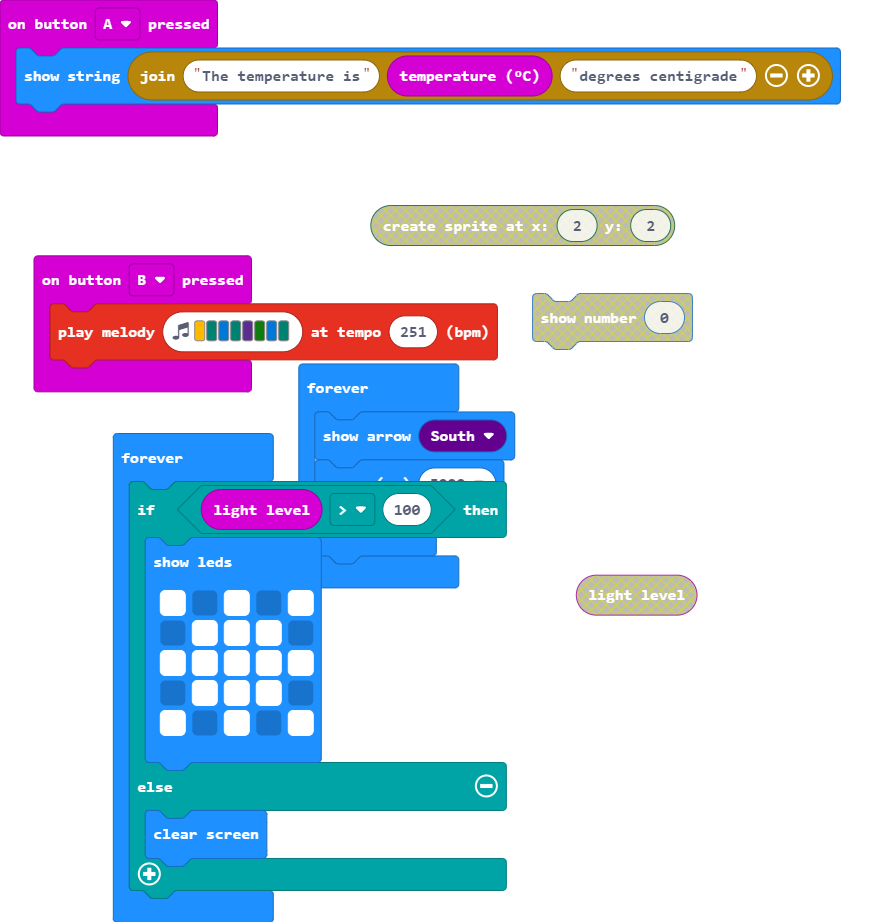 on button A pressed
show string join "The temperature is" temperature (ºC) "degrees centigrade"
create sprite at x: 2 y: 2
on button B pressed
play melody at tempo 251 (bpm)
show number 0
forever
show arrow South
forever
if light level > 100 then
show leds
light level
else
clear screen